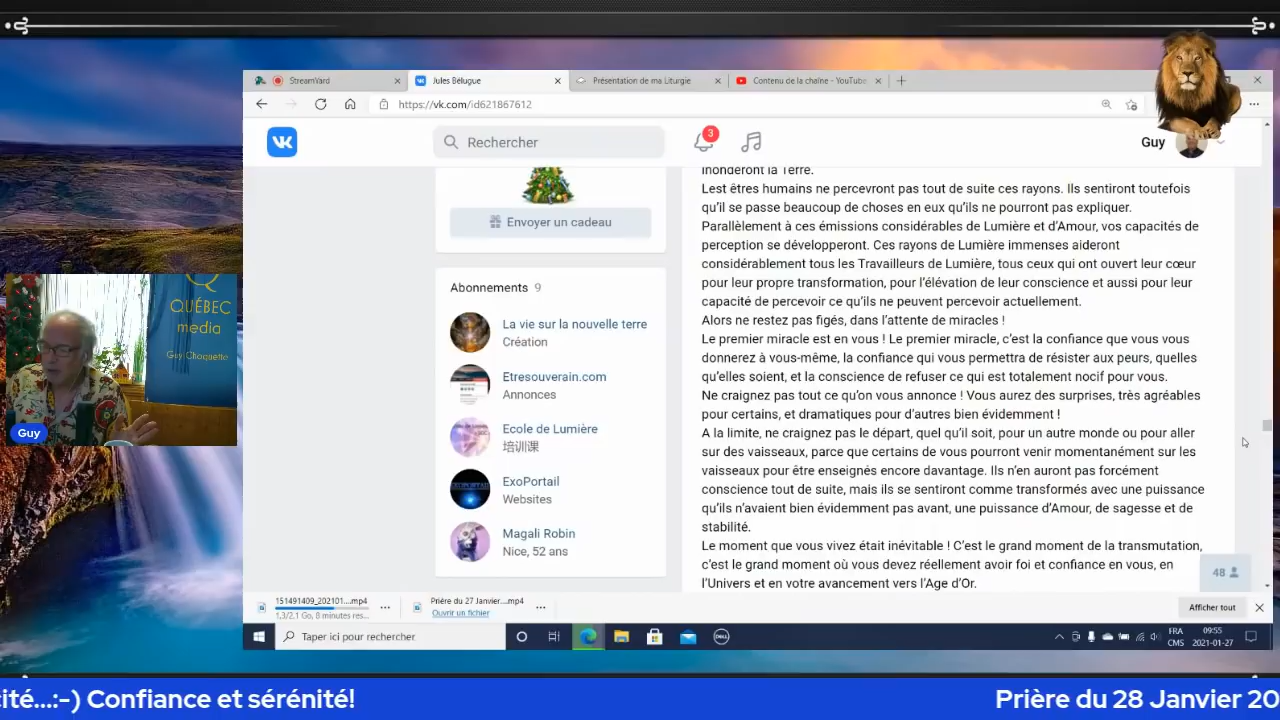 StreamVard
Jules Bélugue
Présentation de ma Liturgie
Contenu de la chaîne - YouTube
https://vk.com/id621867612
Rechercher
3
Guy
Envoyer un cadeau
Abonnements 9
La vie sur la nouvelle terre
Création
Etresouverain.com
Annonces
Ecole de Lumière
培训课
ExoPortail
Websites
Magali Robin
Nice, 52 ans
inonderont la Terre.
Lest êtres humains ne percevront pas tout de suite ces rayons. Ils sentiront toutefois
qu'il se passe beaucoup de choses en eux qu'ils ne pourront pas expliquer.
Parallèlement à ces émissions considérables de Lumière et d'Amour, vos capacités de
perception se développeront. Ces rayons de Lumière immenses aideront
considérablement tous les Travailleurs de Lumière, tous ceux qui ont ouvert leur cœur
pour leur propre transformation, pour l'élévation de leur conscience et aussi pour leur
capacité de percevoir ce qu'ils ne peuvent percevoir actuellement.
Alors ne restez pas figés, dans l'attente de miracles !
Le premier miracle est en vous ! Le premier miracle, c'est la confiance que vous vous
donnerez à vous-même, la confiance qui vous permettra de résister aux peurs, quelles
qu'elles soient, et la conscience de refuser ce qui est totalement nocif pour vous.
Ne craignez pas tout ce qu'on vous annonce ! Vous aurez des surprises, très agréables
pour certains, et dramatiques pour d'autres bien évidemment !
A la limite, ne craignez pas le départ, quel qu'il soit, pour un autre monde ou pour aller
sur des vaisseaux, parce que certains de vous pourront venir momentanément sur les
vaisseaux pour être enseignés encore davantage. Ils n'en auront pas forcément
conscience tout de suite, mais ils se sentiront comme transformés avec une puissance
qu'ils n'avaient bien évidemment pas avant, une puissance d'Amour, de sagesse et de
stabilité.
Le moment que vous vivez était inévitable ! C'est le grand moment de la transmutation,
c'est le grand moment où vous devez réellement avoir foi et confiance en vous, en
l'Univers et en votre avancement vers l'Age d'Or.
48
QUÉBEC
media
Guy Choquette
Guy
151491409_202101....mp4
1,3/2,1 Go, 8 minutes res...
Prière du 27 Janvier....mp4
Ouvrir un fichier
Afficher tout
Taper ici pour rechercher
DELL
FRA
CMS
09:55
2021-01-27
cité...:-) Confiance et sérénité!
Prière du 28 Janvier 20